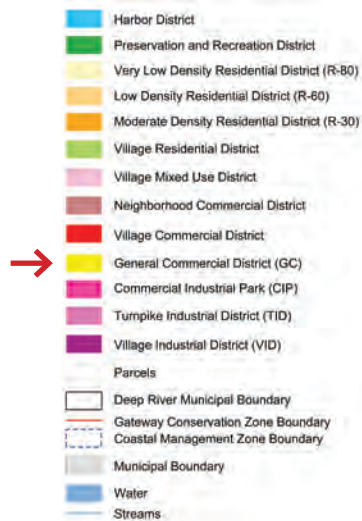 Harbor District
Preservation and Recreation District
Very Low Density Residential District (R-80)
Low Density Residential District (R-60)
Moderate Density Residential District (R-30)
Village Residential District
Village Mixed Use District
Neighborhood Commercial District
Village Commercial District
General Commercial District (GC)
Commercial Industrial Park (CIP)
Turnpike Industrial District (TID)
Village Industrial District (VID)
Parcels
Deep River Municipal Boundary
Gateway Conservation Zone Boundary
Coastal Management Zone Boundary
Municipal Boundary
Water
Streams